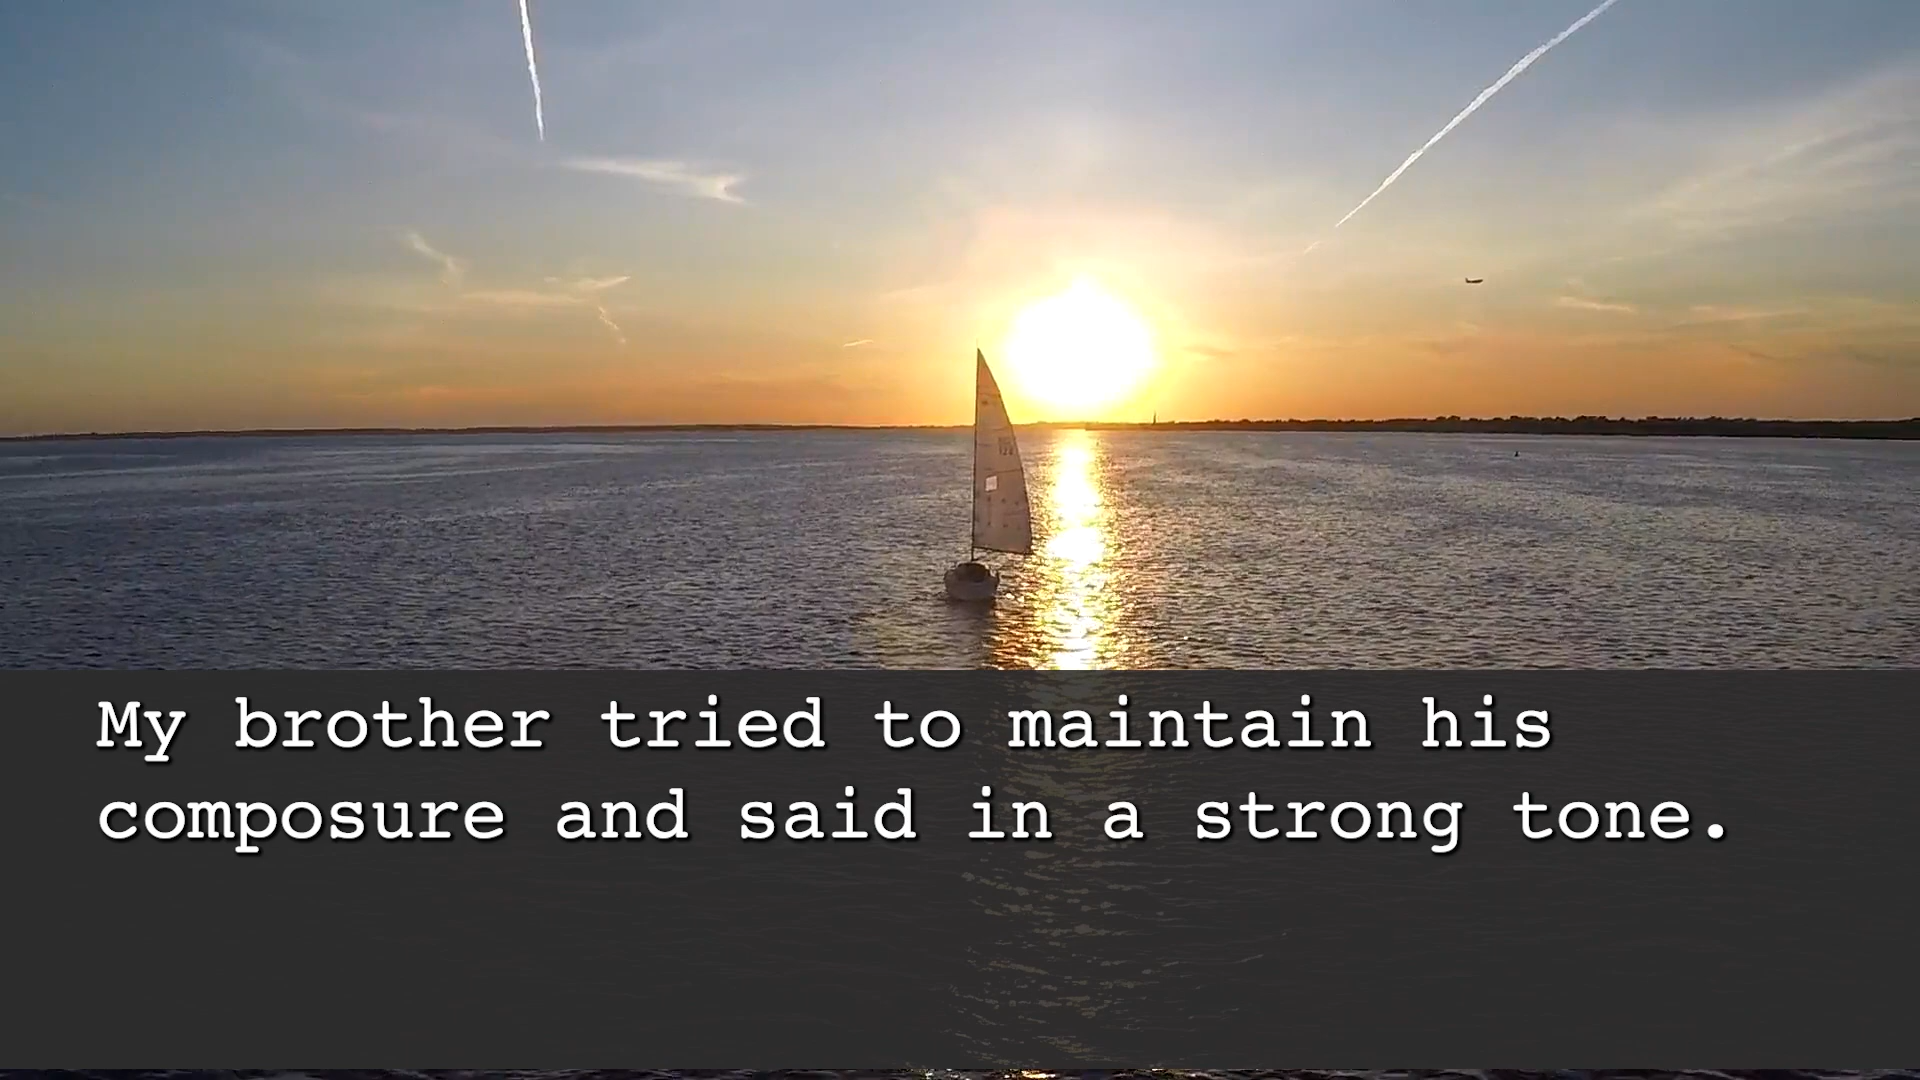 My brother tried to maintain his
composure and said in a strong tone.